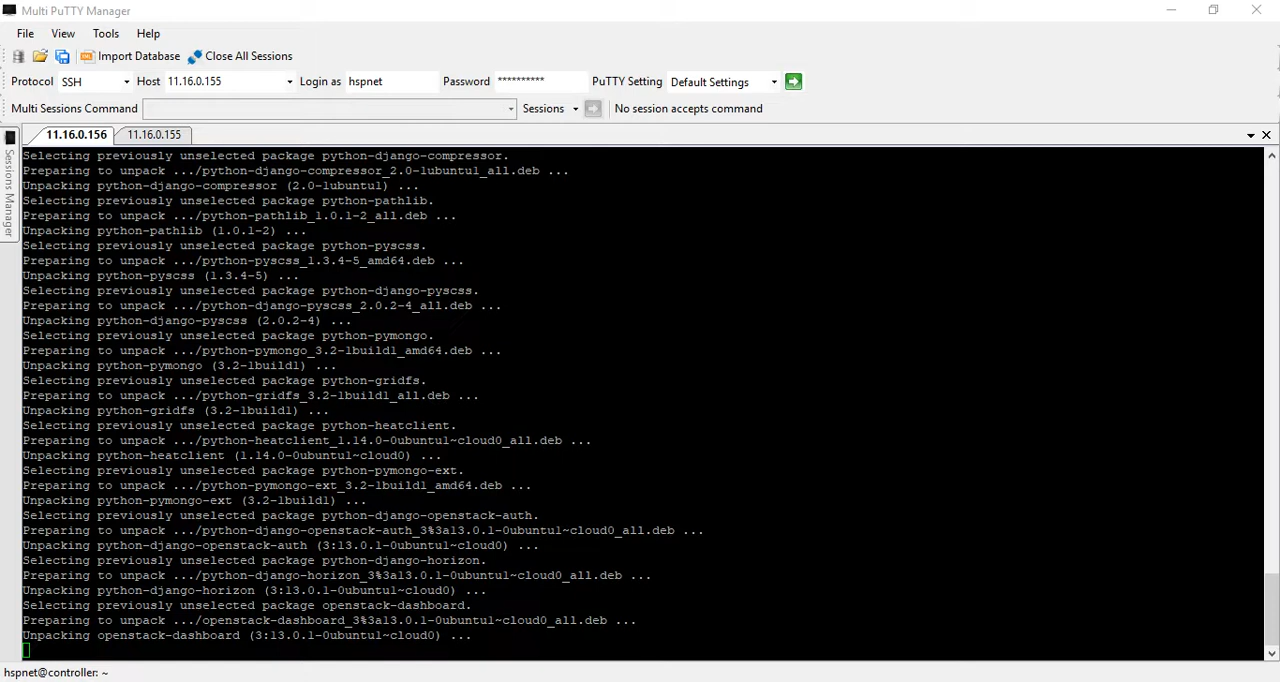 Multi PuTTY Manager
File View Tools Help
Import Database Close All Sessions
Protocol SSH Host 11.16.0.155 Login as hspnet Password ********** PuTTY Setting Default Settings
Multi Sessions Command Sessions No session accepts command
11.16.0.156 11.16.0.155
Sessions Manager
Selecting previously unselected package python-django-compressor.
Preparing to unpack .../python-django-compressor_2.0-1ubuntu1_all.deb ...
Unpacking python-django-compressor (2.0-1ubuntu1) ...
Selecting previously unselected package python-pathlib.
Preparing to unpack .../python-pathlib_1.0.1-2_all.deb ...
Unpacking python-pathlib (1.0.1-2) ...
Selecting previously unselected package python-pyscss.
Preparing to unpack .../python-pyscss_1.3.4-5_amd64.deb ...
Unpacking python-pyscss (1.3.4-5) ...
Selecting previously unselected package python-django-pyscss.
Preparing to unpack .../python-django-pyscss_2.0.2-4_all.deb ...
Unpacking python-django-pyscss (2.0.2-4) ...
Selecting previously unselected package python-pymongo.
Preparing to unpack .../python-pymongo_3.2-1build1_amd64.deb ...
Unpacking python-pymongo (3.2-1build1) ...
Selecting previously unselected package python-gridfs.
Preparing to unpack .../python-gridfs_3.2-1build1_all.deb ...
Unpacking python-gridfs (3.2-1build1) ...
Selecting previously unselected package python-heatclient.
Preparing to unpack .../python-heatclient_1.14.0-0ubuntu1~cloud0_all.deb ...
Unpacking python-heatclient (1.14.0-0ubuntu1~cloud0) ...
Selecting previously unselected package python-pymongo-ext.
Preparing to unpack .../python-pymongo-ext_3.2-1build1_amd64.deb ...
Unpacking python-pymongo-ext (3.2-1build1) ...
Selecting previously unselected package python-django-openstack-auth.
Preparing to unpack .../python-django-openstack-auth_3%3a13.0.1-0ubuntu1~cloud0_all.deb ...
Unpacking python-django-openstack-auth (3:13.0.1-0ubuntu1~cloud0) ...
Selecting previously unselected package python-django-horizon.
Preparing to unpack .../python-django-horizon_3%3a13.0.1-0ubuntu1~cloud0_all.deb ...
Unpacking python-django-horizon (3:13.0.1-0ubuntu1~cloud0) ...
Selecting previously unselected package openstack-dashboard.
Preparing to unpack .../openstack-dashboard_3%3a13.0.1-0ubuntu1~cloud0_all.deb ...
Unpacking openstack-dashboard (3:13.0.1-0ubuntu1~cloud0) ...
hspnet@controller: ~